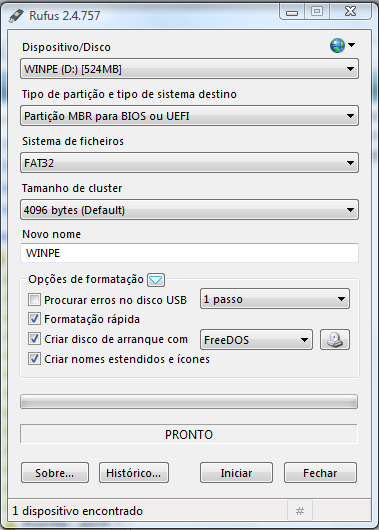 Rufus 2.4.757
Dispositivo/Disco
WINPE (D:) [524MB]
Tipo de partição e tipo de sistema destino
Partição MBR para BIOS ou UEFI
Sistema de ficheiros
FAT32
Tamanho de cluster
4096 bytes (Default)
Novo nome
WINPE
Opções de formatação
Procurar erros no disco USB
1 passo
Formatação rápida
Criar disco de arranque com
FreeDOS
Criar nomes estendidos e ícones
PRONTO
Sobre... Histórico... Iniciar Fechar
1 dispositivo encontrado #